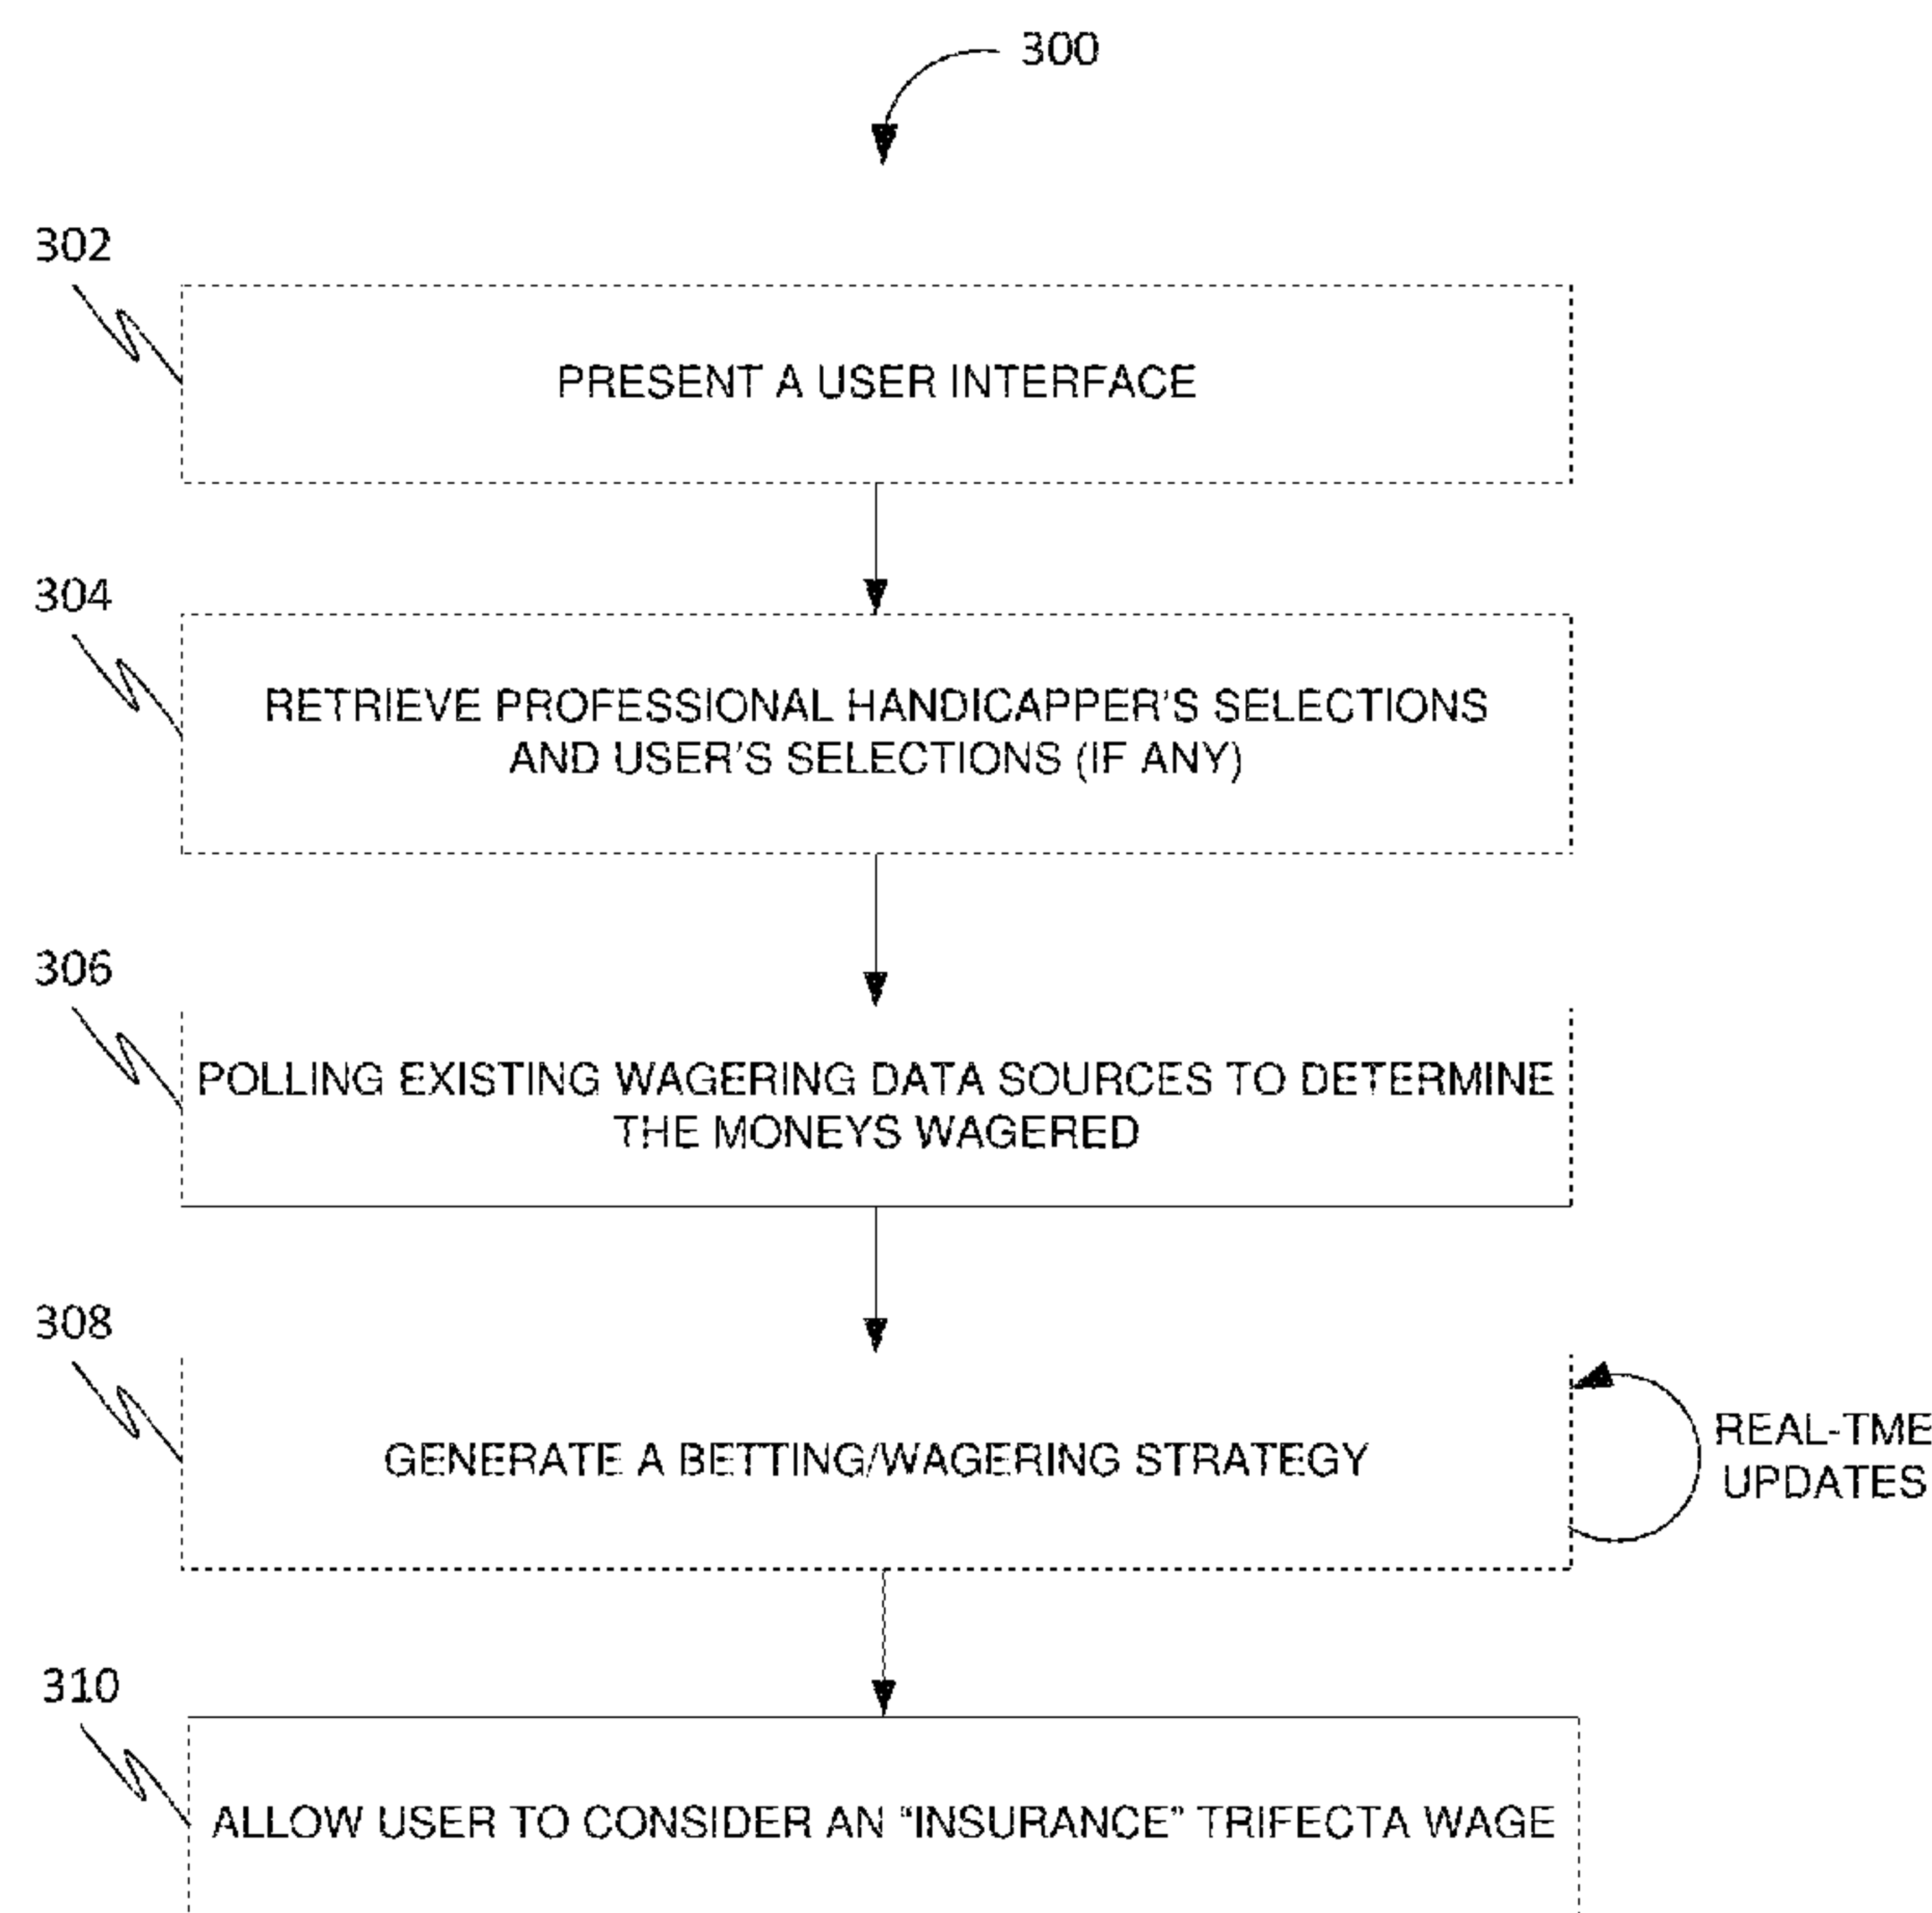 300
302
PRESENT A USER INTERFACE
304
RETRIEVE PROFESSIONAL HANDICAPPER'S SELECTIONS
AND USER'S SELECTIONS (IF ANY)
306
POLLING EXISTING WAGERING DATA SOURCES TO DETERMINE
THE MONEYS WAGERED
308
GENERATE A BETTING/WAGERING STRATEGY
REAL-TME
UPDATES
310
ALLOW USER TO CONSIDER AN "INSURANCE" TRIFECTA WAGE